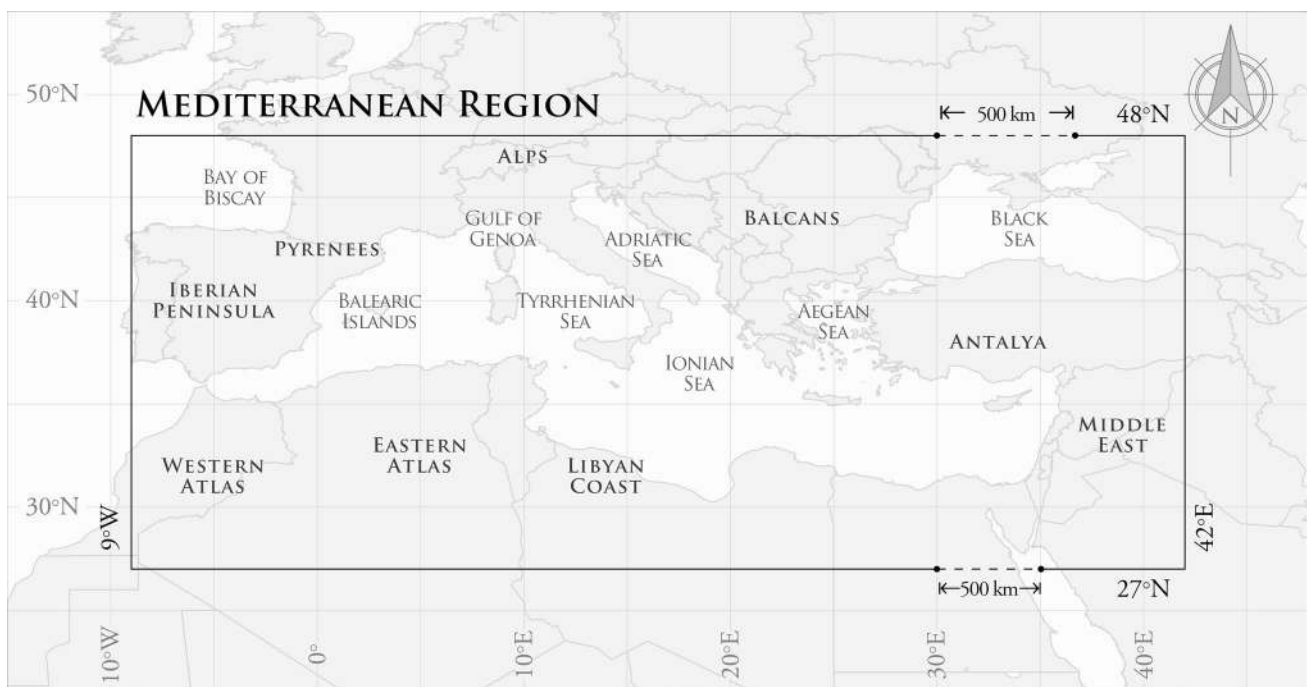 50°N
MEDITERRANEAN REGION
500 km
48°N
N
ALPS
BAY OF
BISCAY
GULF OF
GENOA
BALCANS
BLACK
SEA
PYRENEES
ADRIATIC
SEA
40°N
IBERIAN
PENINSULA
BALEARIC
ISLANDS
TYRRHENIAN
SEA
AEGEAN
SEA
ANTALYA
IONIAN
SEA
MIDDLE
EAST
EASTERN
ATLAS
WESTERN
ATLAS
LIBYAN
COAST
30°N
9°W
42°E
500 km
27°N
10°W
0°
10°E
20°E
30°E
40°E